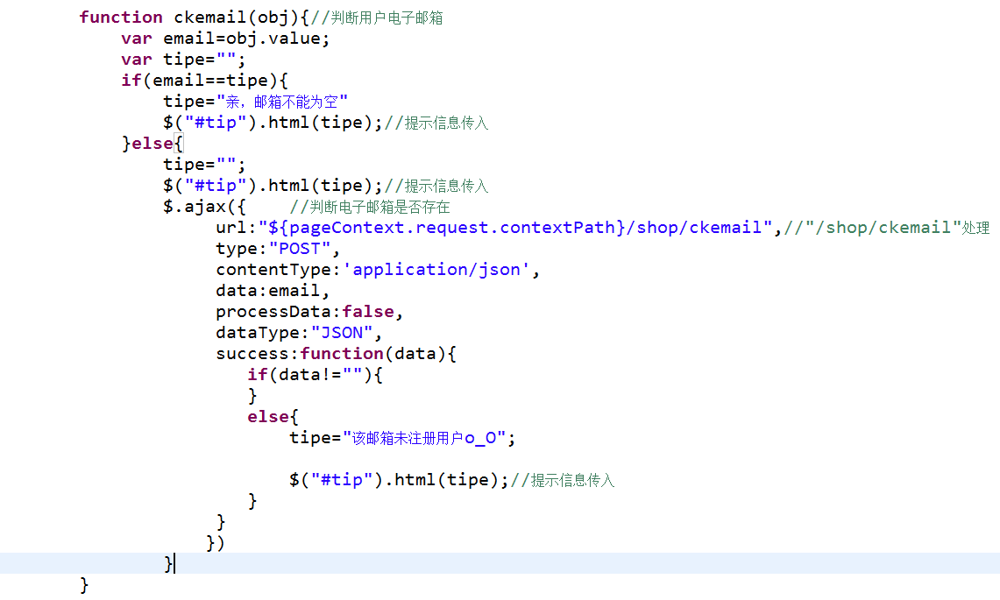 function ckemail(obj){//判断用户电子邮箱
var email=obj.value;
var tipe="";
if(email==tipe){
tipe="亲，邮箱不能为空"
$("#tip").html(tipe);//提示信息传入
}else{
tipe="";
$("#tip").html(tipe);//提示信息传入
$.ajax({    //判断电子邮箱是否存在
url:"${pageContext.request.contextPath}/shop/ckemail",//"/shop/ckemail"处理
type:"POST",
contentType:'application/json',
data:email,
processData:false,
dataType:"JSON",
success:function(data){
if(data!=""){
}
else{
tipe="该邮箱未注册用户o_O";
$("#tip").html(tipe);//提示信息传入
}
}
})
}
}